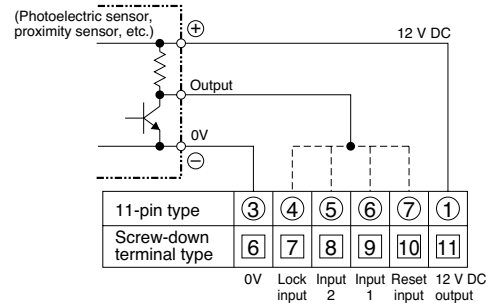 (Photoelectric sensor,
proximity sensor, etc.)
⊕
12 V DC
Output
0V
⊖
11-pin type ③ ④ ⑤ ⑥ ⑦ ①
Screw-down
terminal type 6 7 8 9 10 11
0V Lock input Input 2 Input 1 Reset input 12 V DC output